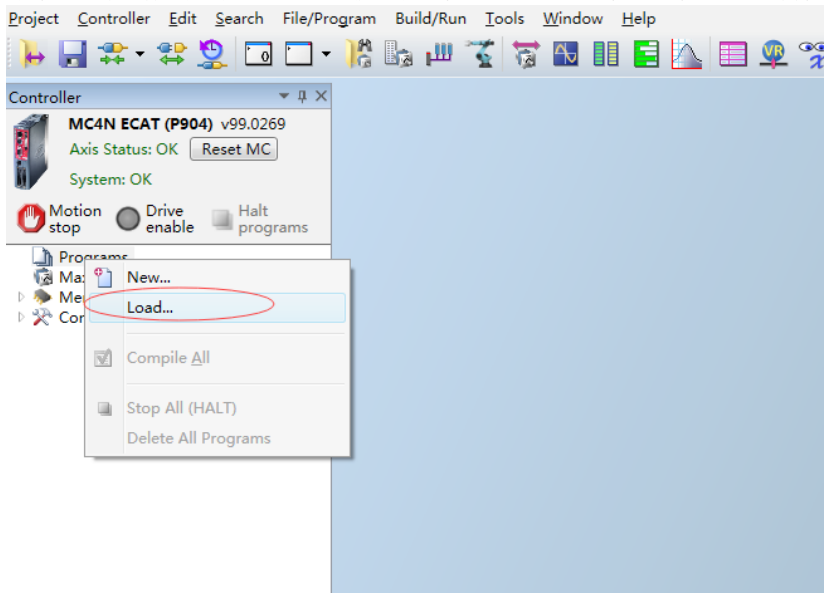 Project Controller Edit Search File/Program Build/Run Tools Window Help
Controller
MC4N ECAT (P904) v99.0269
Axis Status: OK Reset MC
System: OK
Motion stop
Drive enable
Halt programs
Programs
New...
Load...
Compile All
Stop All (HALT)
Delete All Programs